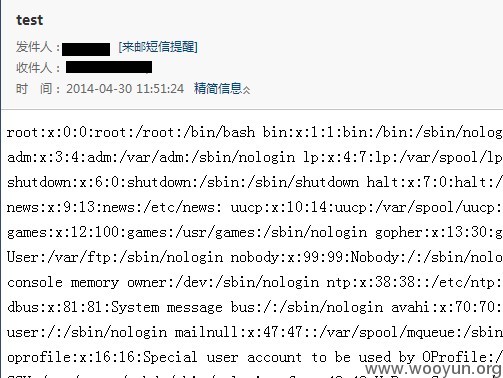 test
发件人： [来邮短信提醒]
收件人：
时 间：2014-04-30 11:51:24 精简信息
root:x:0:0:root:/root:/bin/bash bin:x:1:1:bin:/bin:/sbin/nolog
adm:x:3:4:adm:/var/adm:/sbin/nologin lp:x:4:7:lp:/var/spool/lp
shutdown:x:6:0:shutdown:/sbin:/sbin/shutdown halt:x:7:0:halt:/
news:x:9:13:news:/etc/news: uucp:x:10:14:uucp:/var/spool/uucp:
games:x:12:100:games:/usr/games:/sbin/nologin gopher:x:13:30:g
User:/var/ftp:/sbin/nologin nobody:x:99:99:Nobody:/:/sbin/nolo
console memory owner:/dev:/sbin/nologin ntp:x:38:38::/etc/ntp:
dbus:x:81:81:System message bus:/:/sbin/nologin avahi:x:70:70:
user:/:/sbin/nologin mailnull:x:47:47::/var/spool/mqueue:/sbin
oprofile:x:16:16:Special user account to be used by OProfile:/
www.wooyun.org